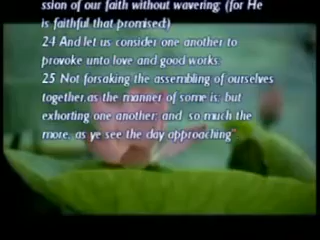 ssion of our faith without wavering; (for He
is faithful that promised)
24 And let us consider one another to
provoke unto love and good works:
25 Not forsaking the assembling of ourselves
together,as the manner of some is; but
exhorting one another: and so much the
more, as ye see the day approaching"